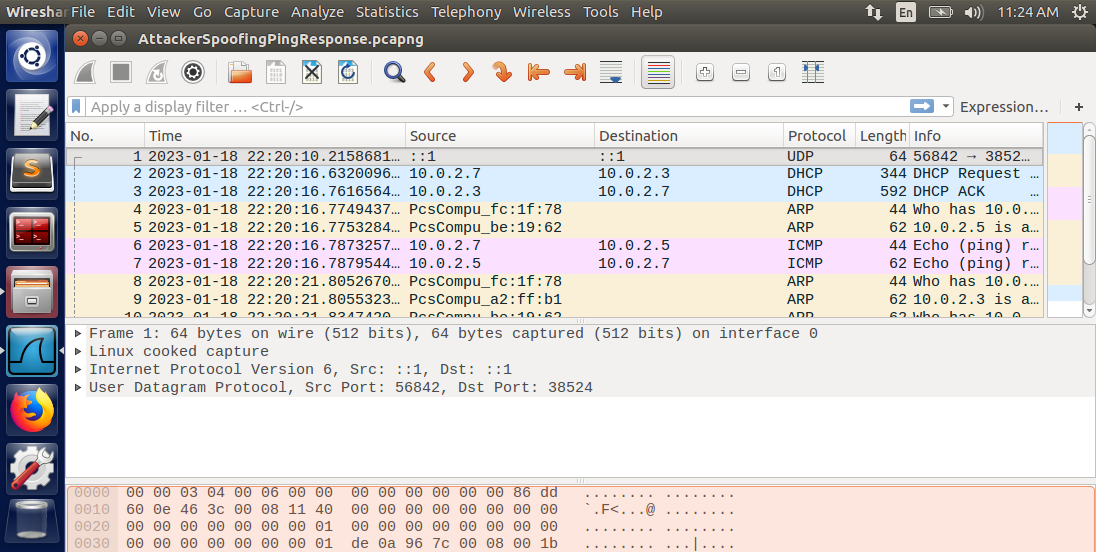 Wireshar File Edit View Go Capture Analyze Statistics Telephony Wireless Tools Help En 11:24 AM
AttackerSpoofingPingResponse.pcapng
Apply a display filter … <Ctrl-/> Expression… +
No. Time Source Destination Protocol Length Info
1 2023-01-18 22:20:10.2158681… ::1 ::1 UDP 64 56842 → 3852…
2 2023-01-18 22:20:16.6320096… 10.0.2.7 10.0.2.3 DHCP 344 DHCP Request …
3 2023-01-18 22:20:16.7616564… 10.0.2.3 10.0.2.7 DHCP 592 DHCP ACK …
4 2023-01-18 22:20:16.7749437… PcsCompu_fc:1f:78 ARP 44 Who has 10.0.…
5 2023-01-18 22:20:16.7753284… PcsCompu_be:19:62 ARP 62 10.0.2.5 is a…
6 2023-01-18 22:20:16.7873257… 10.0.2.7 10.0.2.5 ICMP 44 Echo (ping) r…
7 2023-01-18 22:20:16.7879544… 10.0.2.5 10.0.2.7 ICMP 62 Echo (ping) r…
8 2023-01-18 22:20:21.8052670… PcsCompu_fc:1f:78 ARP 44 Who has 10.0.…
9 2023-01-18 22:20:21.8055323… PcsCompu_a2:ff:b1 ARP 62 10.0.2.3 is a…
10 2023-01-18 22:20:21.8347420… PcsCompu_be:19:62 ARP 62 Who has 10.0.…
Frame 1: 64 bytes on wire (512 bits), 64 bytes captured (512 bits) on interface 0
Linux cooked capture
Internet Protocol Version 6, Src: ::1, Dst: ::1
User Datagram Protocol, Src Port: 56842, Dst Port: 38524
0000 00 00 03 04 00 06 00 00 00 00 00 00 00 00 86 dd ........ ........
0010 60 0e 46 3c 00 08 11 40 00 00 00 00 00 00 00 00 `.F<...@ ........
0020 00 00 00 00 00 00 00 01 00 00 00 00 00 00 00 00 ........ ........
0030 00 00 00 00 00 00 00 01 de 0a 96 7c 00 08 00 1b ........ ...|....